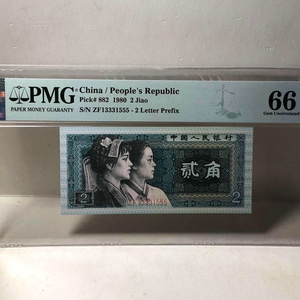 PMG
PAPER MONEY GUARANTY
China / People's Republic
Pick# 882 1980 2 Jiao
S/N ZF13331555 - 2 Letter Prefix
66
Gem Uncirculated
中国人民银行
贰角
2
2